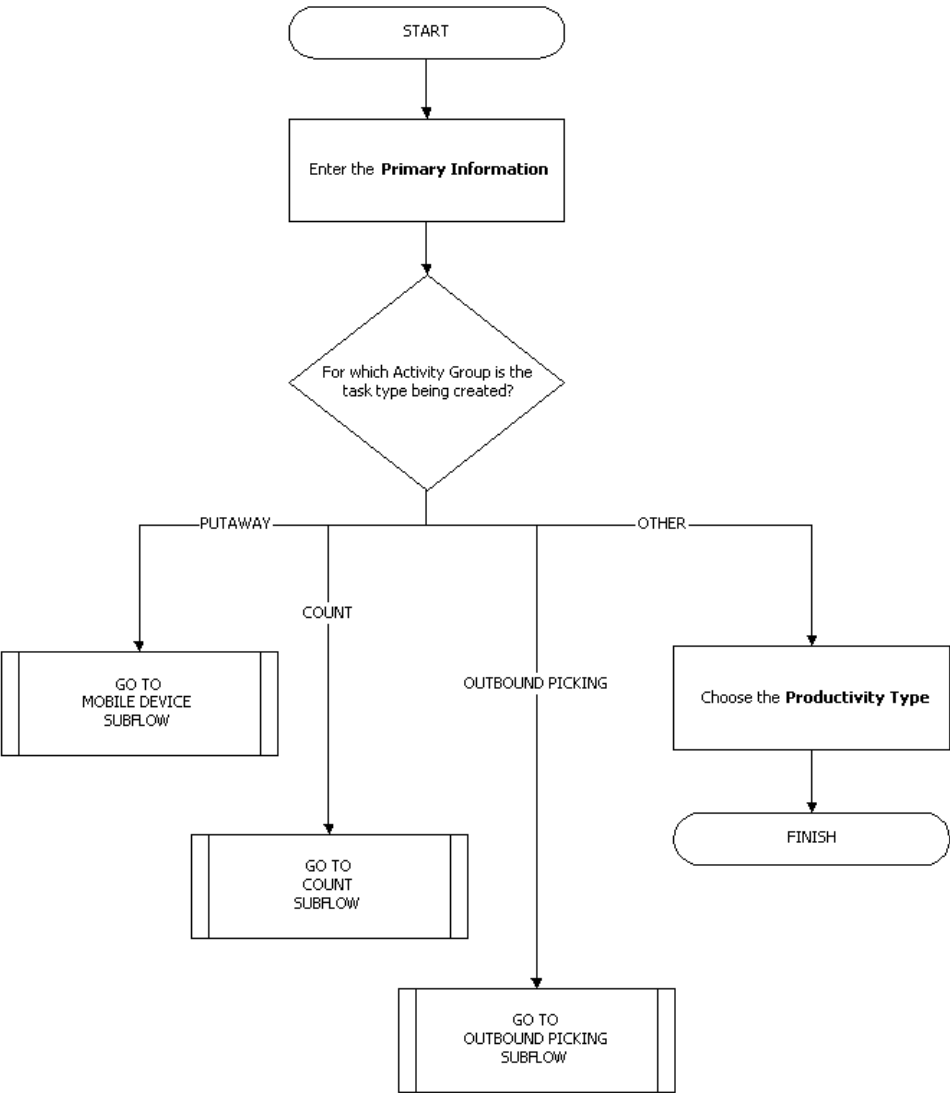 START
Enter the Primary Information
For which Activity Group is the
task type being created?
PUTAWAY
OTHER
COUNT
GO TO
MOBILE DEVICE
SUBFLOW
OUTBOUND PICKING
Choose the Productivity Type
FINISH
GO TO
COUNT
SUBFLOW
GO TO
OUTBOUND PICKING
SUBFLOW